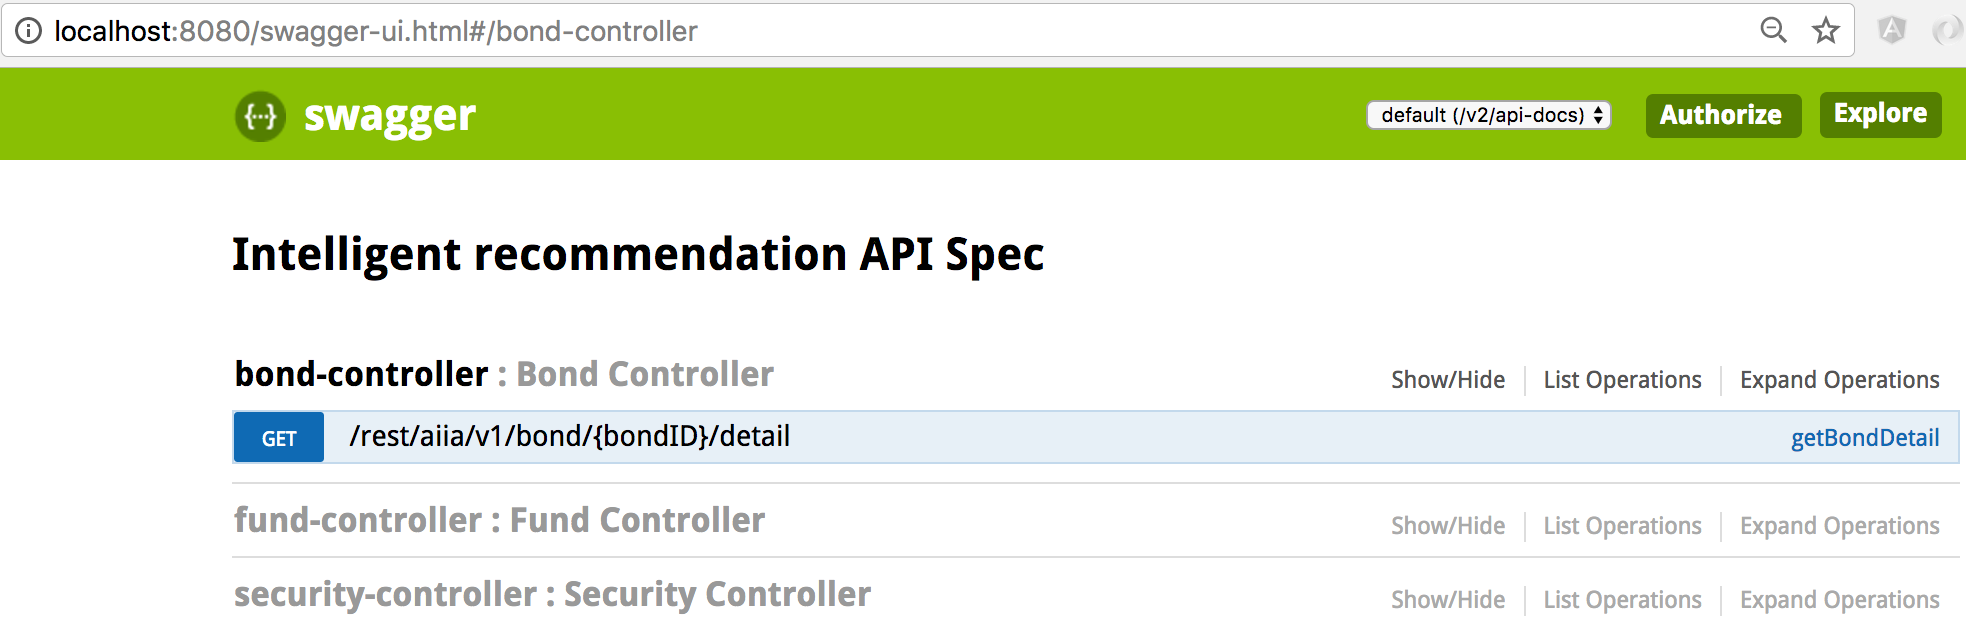 localhost:8080/swagger-ui.html#/bond-controller
{···} swagger default (/v2/api-docs) Authorize Explore
Intelligent recommendation API Spec
bond-controller : Bond Controller Show/Hide List Operations Expand Operations
GET /rest/aiia/v1/bond/{bondID}/detail getBondDetail
fund-controller : Fund Controller Show/Hide List Operations Expand Operations
security-controller : Security Controller Show/Hide List Operations Expand Operations